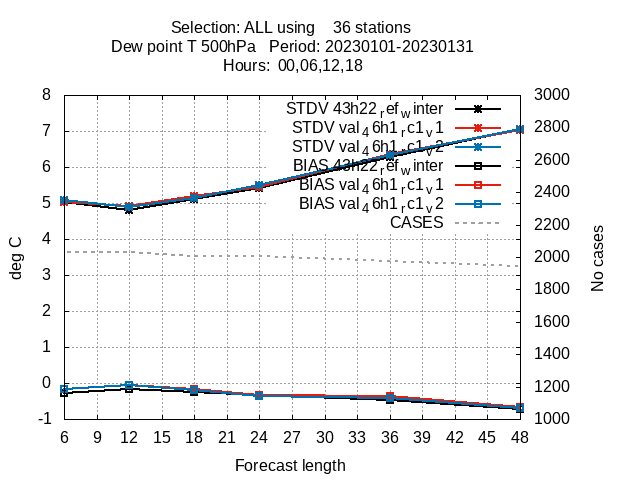 Selection: ALL using    36 stations
Dew point T 500hPa   Period: 20230101-20230131
Hours:  00,06,12,18
STDV 43h22_ref_winter
STDV val_46h1_rc1_v1
STDV val_46h1_rc1_v2
BIAS 43h22_ref_winter
BIAS val_46h1_rc1_v1
BIAS val_46h1_rc1_v2
CASES
8
7
6
5
4
3
2
1
0
-1
deg C
3000
2800
2600
2400
2200
2000
1800
1600
1400
1200
1000
No cases
6 9 12 15 18 21 24 27 30 33 36 39 42 45 48
Forecast length